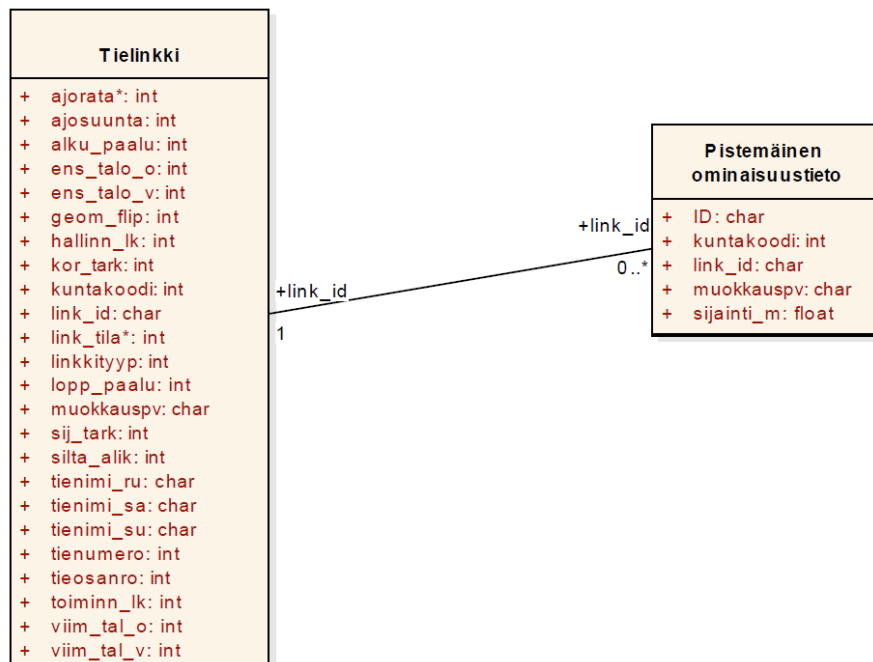 Tielinkki
+ ajorata*: int
+ ajosuunta: int
+ alku_paalu: int
+ ens_talo_o: int
+ ens_talo_v: int
+ geom_flip: int
+ hallinn_lk: int
+ kor_tark: int
+ kuntakoodi: int
+ link_id: char
+ link_tila*: int
+ linkkityyp: int
+ lopp_paalu: int
+ muokkauspv: char
+ sij_tark: int
+ silta_alik: int
+ tienimi_ru: char
+ tienimi_sa: char
+ tienimi_su: char
+ tienumero: int
+ tieosanro: int
+ toiminn_lk: int
+ viim_tal_o: int
+ viim_tal_v: int
+link_id
1
+link_id
0..*
Pistemäinen
ominaisuustieto
+ ID: char
+ kuntakoodi: int
+ link_id: char
+ muokkauspv: char
+ sijainti_m: float